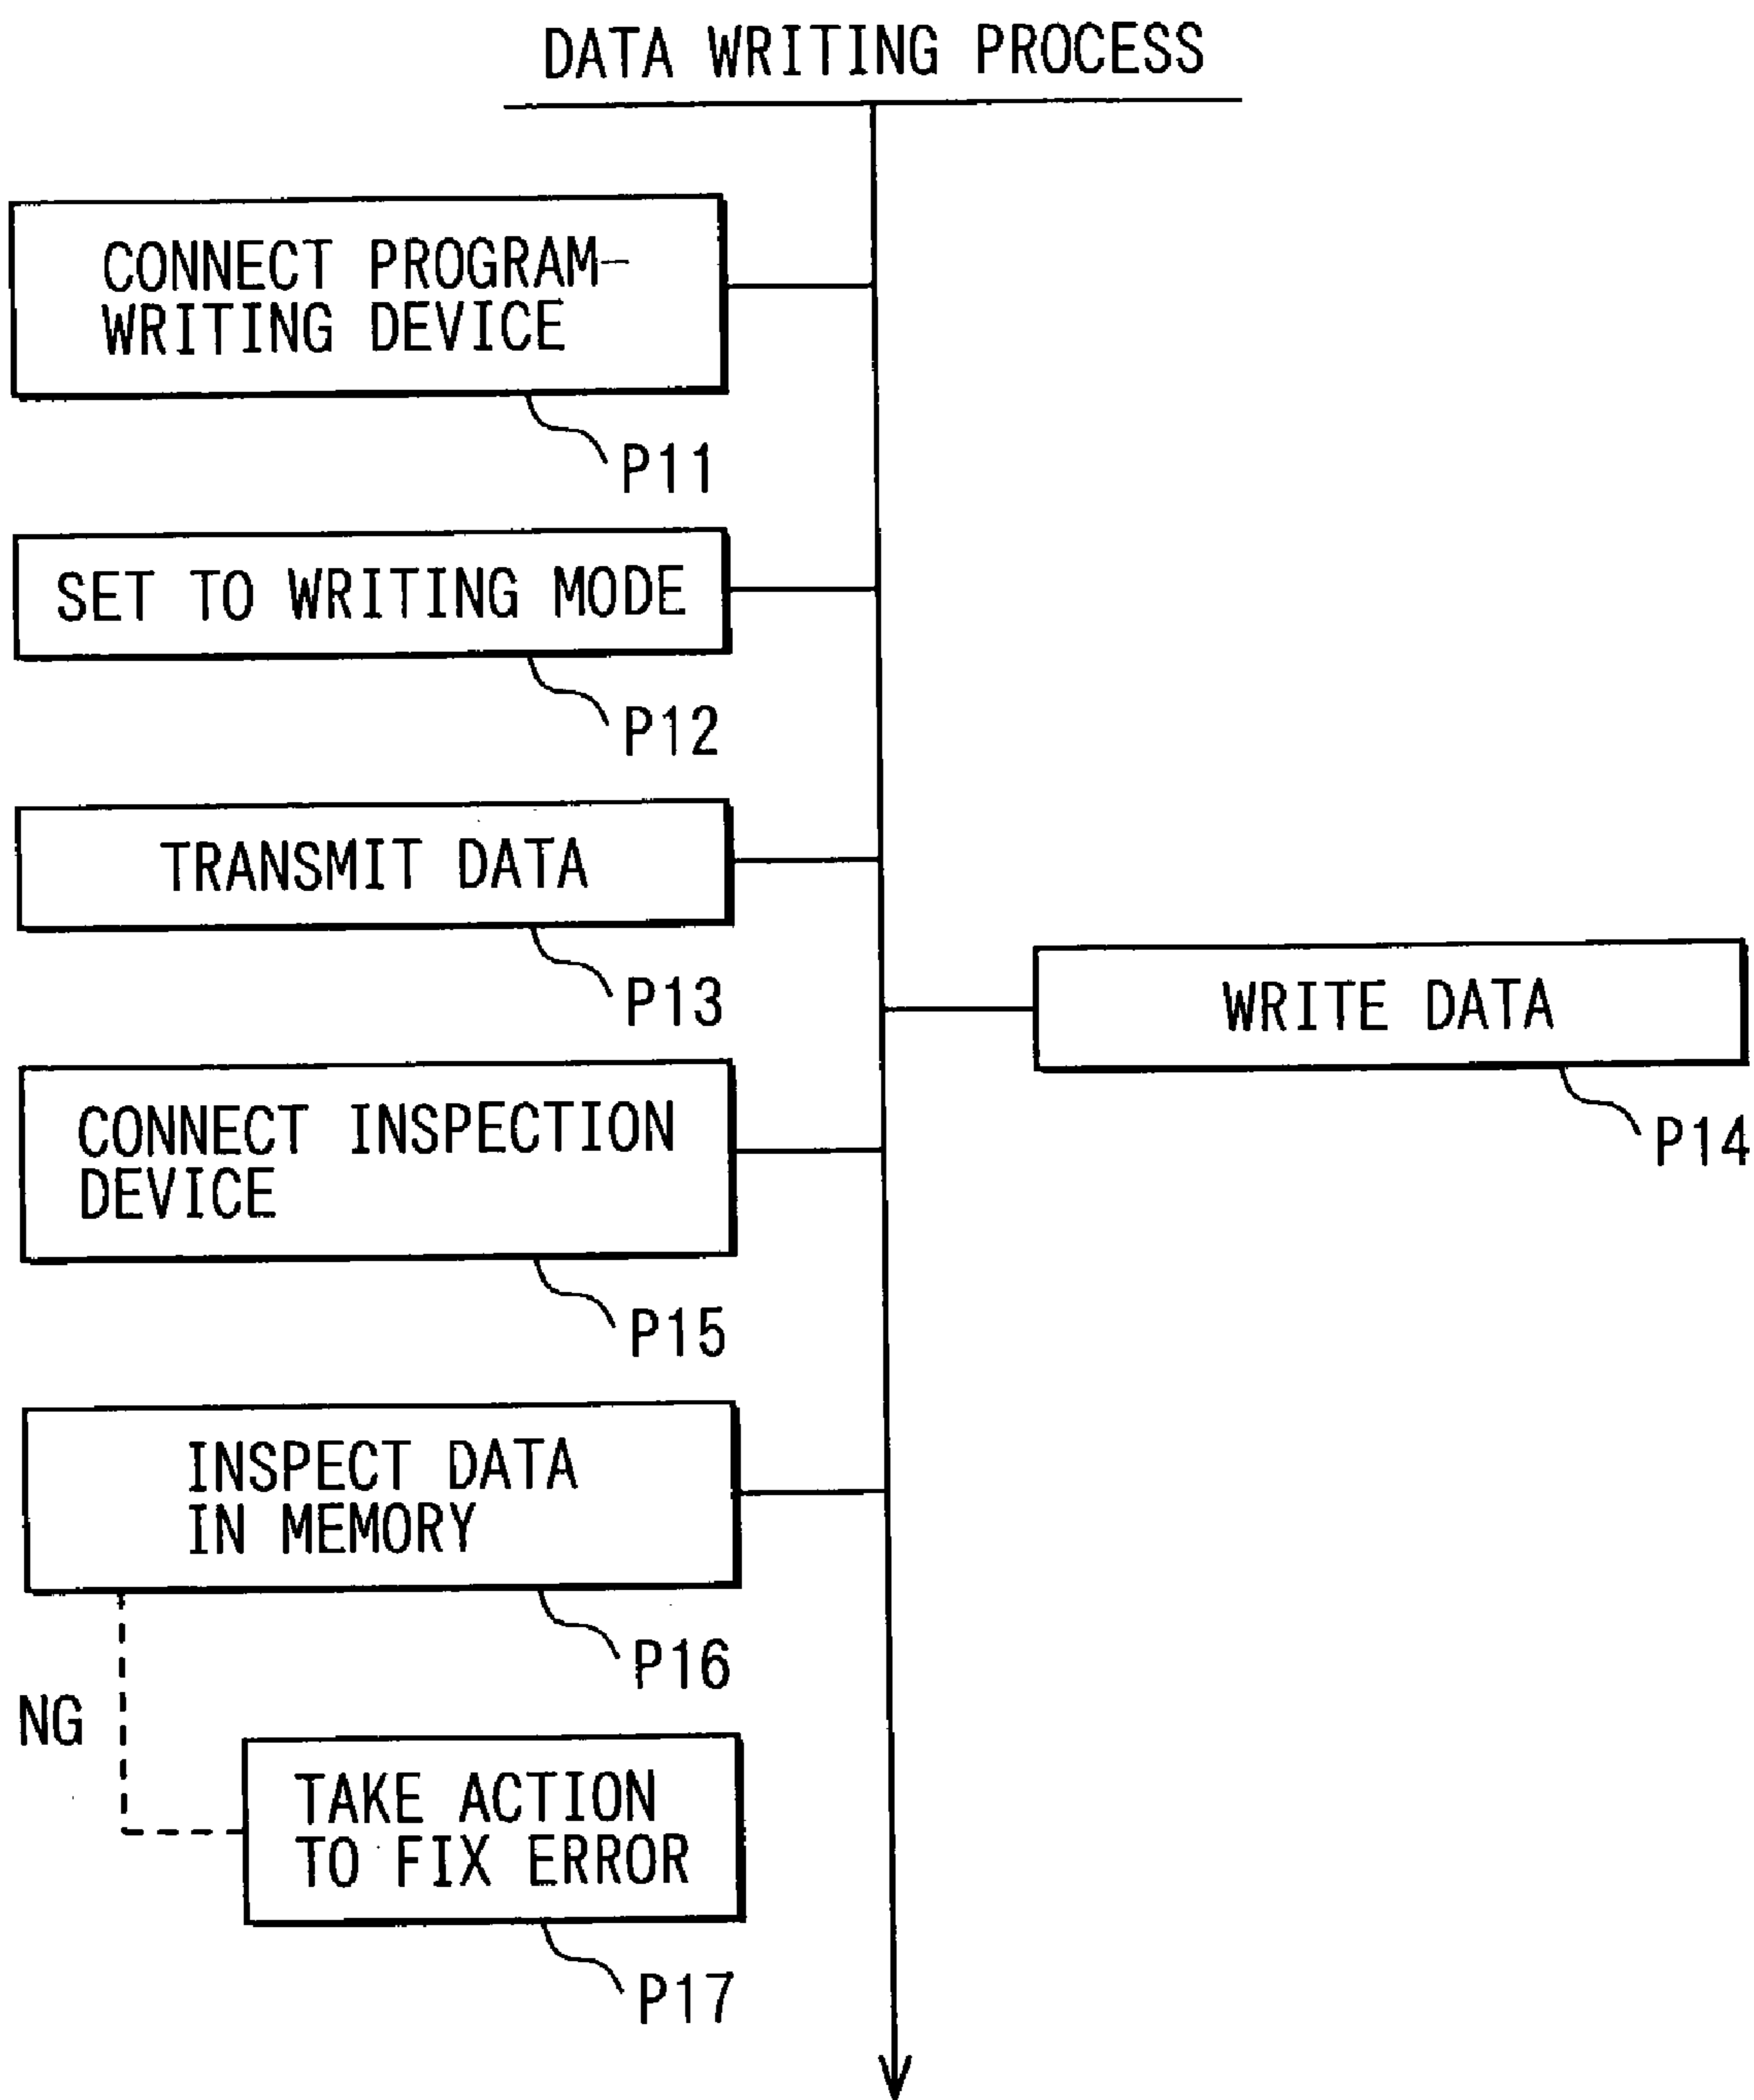 DATA WRITING PROCESS
CONNECT PROGRAM-
WRITING DEVICE
P11
SET TO WRITING MODE
P12
TRANSMIT DATA
P13
WRITE DATA
P14
CONNECT INSPECTION
DEVICE
P15
INSPECT DATA
IN MEMORY
P16
NG
TAKE ACTION
TO FIX ERROR
P17